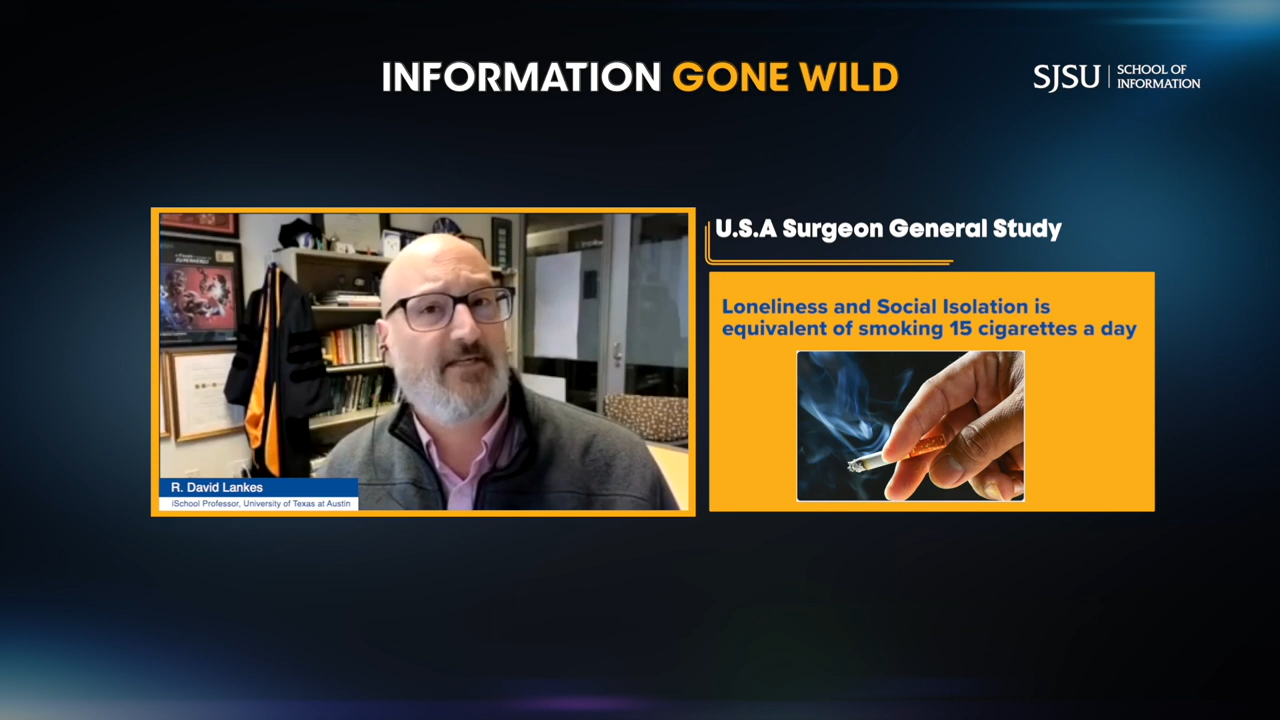 INFORMATION GONE WILD
SJSU
SCHOOL OF
INFORMATION
U.S.A Surgeon General Study
Loneliness and Social Isolation is
equivalent of smoking 15 cigarettes a day
R. David Lankes
iSchool Professor, University of Texas at Austin